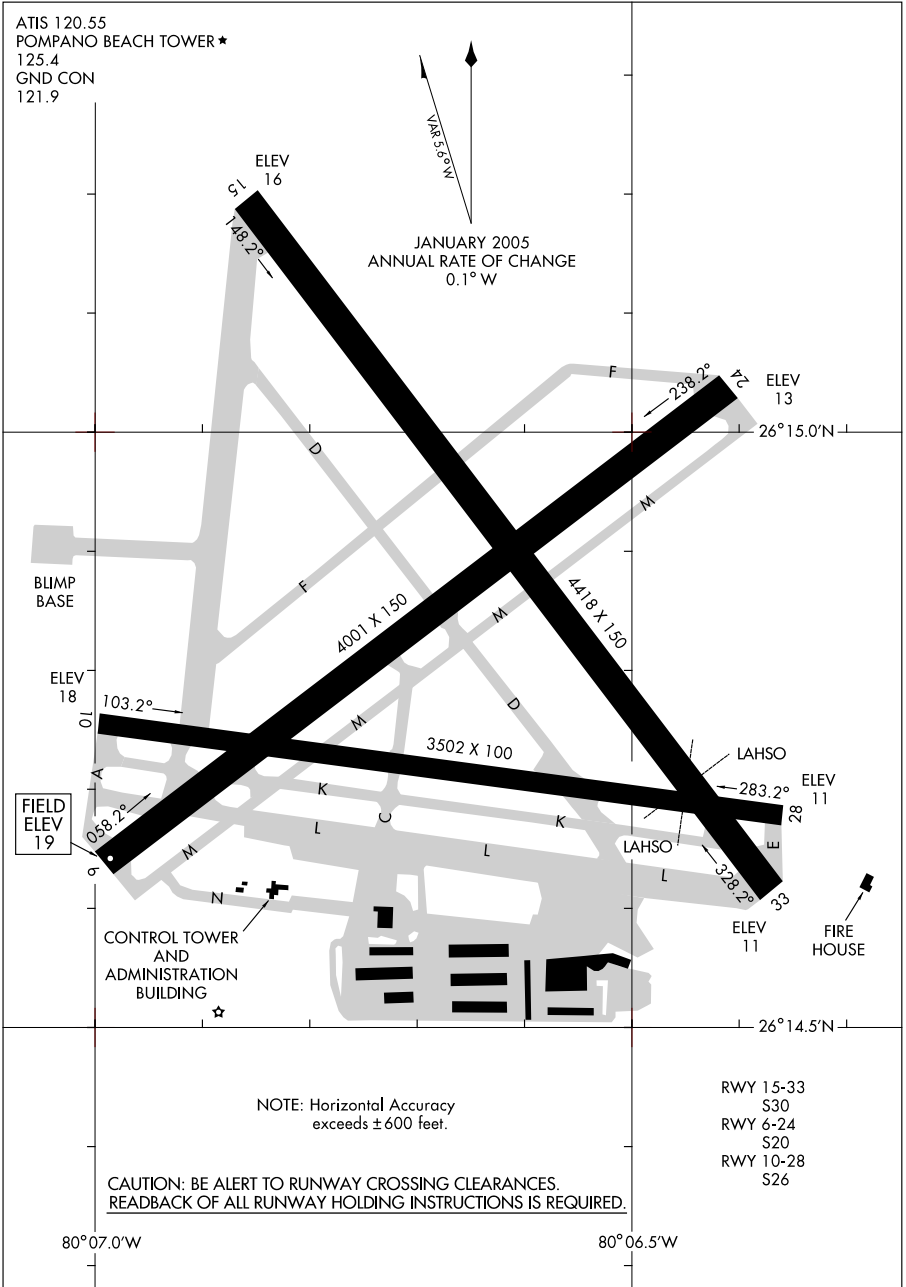 ATIS 120.55
POMPANO BEACH TOWER ★
125.4
GND CON
121.9
VAR 5.6° W
JANUARY 2005
ANNUAL RATE OF CHANGE
0.1° W
ELEV
16
15
148.2°
F
238.2°
24
ELEV
13
26°15.0'N
D
M
BLIMP
BASE
F
4001 X 150
M
4418 X 150
ELEV
18
10
103.2°
M
D
3502 X 100
LAHSO
283.2°
ELEV
11
28
A
K
C
K
FIELD
ELEV
19
058.2°
L
L
LAHSO
E
6
M
L
328.2°
33
N
ELEV
11
FIRE
HOUSE
CONTROL TOWER
AND
ADMINISTRATION
BUILDING
26°14.5'N
NOTE: Horizontal Accuracy
exceeds ±600 feet.
RWY 15-33
S30
RWY 6-24
S20
RWY 10-28
S26
CAUTION: BE ALERT TO RUNWAY CROSSING CLEARANCES.
READBACK OF ALL RUNWAY HOLDING INSTRUCTIONS IS REQUIRED.
80°07.0'W
80°06.5'W